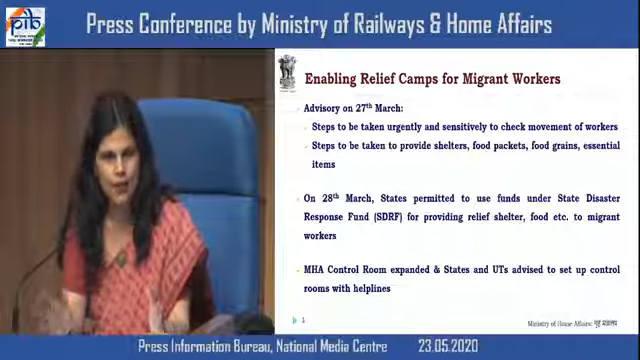 pib
Press Conference by Ministry of Railways & Home Affairs
Enabling Relief Camps for Migrant Workers
Advisory on 27th March:
Steps to be taken urgently and sensitively to check movement of workers
Steps to be taken to provide shelters, food packets, food grains, essential
items
On 28th March, States permitted to use funds under State Disaster
Response Fund (SDRF) for providing relief shelter, food etc. to migrant
workers
MHA Control Room expanded & States and UTs advised to set up control
rooms with helplines
1
Ministry of Home Affairs/ गृह मंत्रालय
Press Information Bureau, National Media Centre 23.05.2020